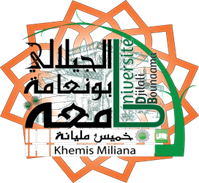 الجيلالي
بونعامة
جامعة
خميس مليانة
Khemis Miliana
Université
Djilali
Bounaama